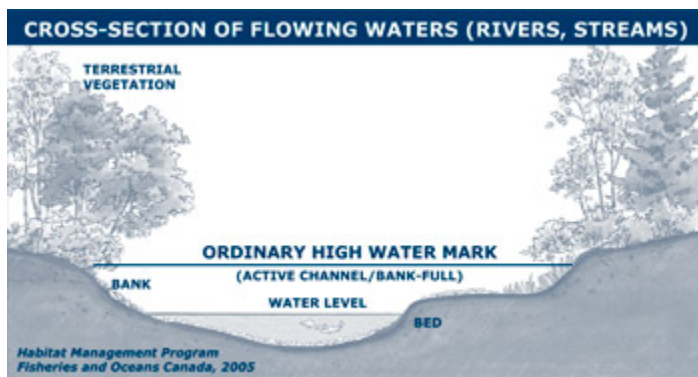 CROSS-SECTION OF FLOWING WATERS (RIVERS, STREAMS)
TERRESTRIAL
VEGETATION
ORDINARY HIGH WATER MARK
(ACTIVE CHANNEL/BANK-FULL)
BANK
WATER LEVEL
BED
Habitat Management Program
Fisheries and Oceans Canada, 2005